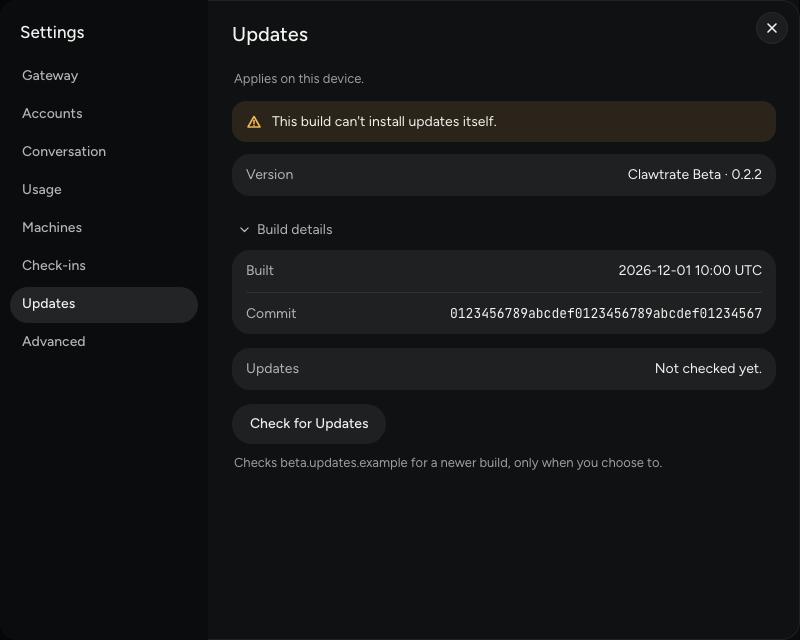 Settings
Gateway
Accounts
Conversation
Usage
Machines
Check-ins
Updates
Advanced
Updates
Applies on this device.
This build can't install updates itself.
Version Clawtrate Beta · 0.2.2
Build details
Built 2026-12-01 10:00 UTC
Commit 0123456789abcdef0123456789abcdef01234567
Updates Not checked yet.
Check for Updates
Checks beta.updates.example for a newer build, only when you choose to.